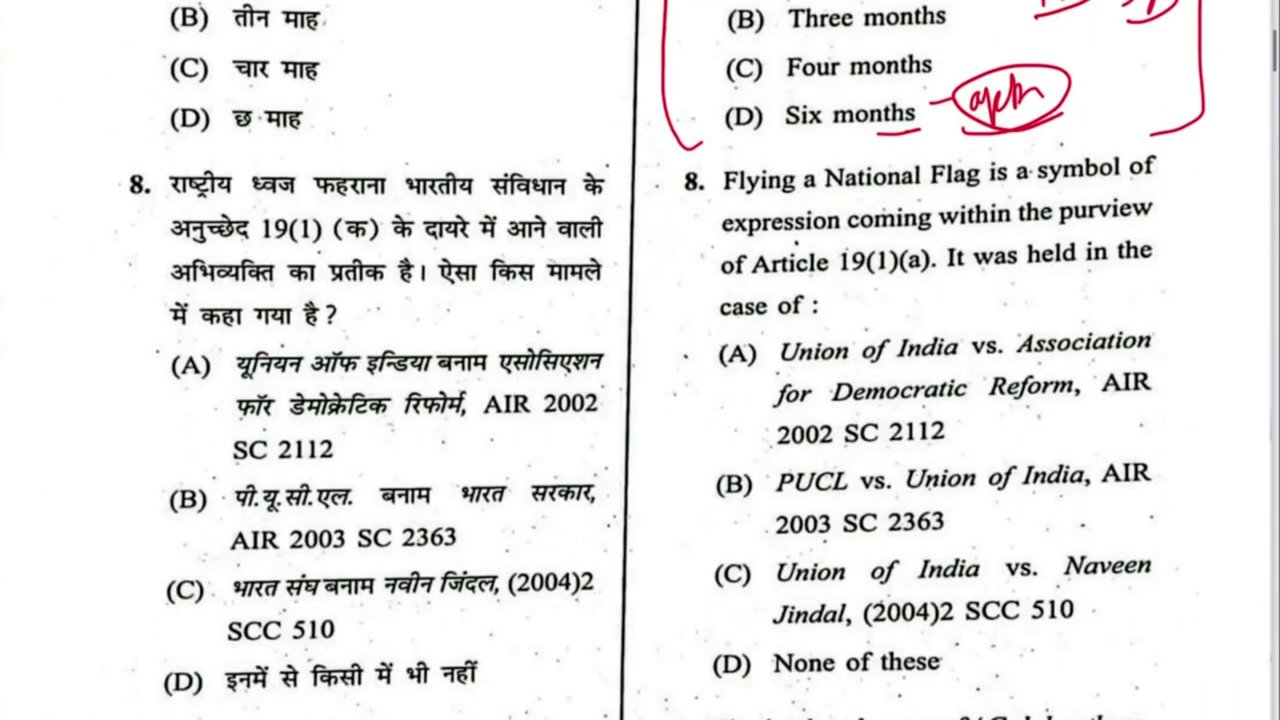 (B) तीन माह
(C) चार माह
(D) छ माह
8. राष्ट्रीय ध्वज फहराना भारतीय संविधान के
अनुच्छेद 19(1) (क) के दायरे में आने वाली
अभिव्यक्ति का प्रतीक है। ऐसा किस मामले
में कहा गया है ?
(A) यूनियन ऑफ इन्डिया बनाम एसोसिएशन
फॉर डेमोक्रेटिक रिफोर्म, AIR 2002
SC 2112
(B) पी.यू.सी.एल. बनाम भारत सरकार,
AIR 2003 SC 2363
(C) भारत संघ बनाम नवीन जिंदल, (2004)2
SCC 510
(D) इनमें से किसी में भी नहीं
(B) Three months
(C) Four months
(D) Six months
8. Flying a National Flag is a symbol of
expression coming within the purview
of Article 19(1)(a). It was held in the
case of :
(A) Union of India vs. Association
for Democratic Reform, AIR
2002 SC 2112
(B) PUCL vs. Union of India, AIR
2003 SC 2363
(C) Union of India vs. Naveen
Jindal, (2004)2 SCC 510
(D) None of these